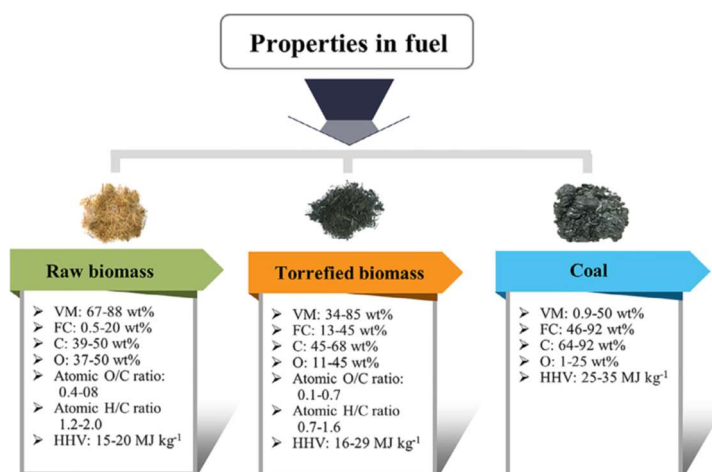 Properties in fuel
Raw biomass
➤ VM: 67-88 wt%
➤ FC: 0.5-20 wt%
➤ C: 39-50 wt%
➤ O: 37-50 wt%
➤ Atomic O/C ratio:
0.4-08
➤ Atomic H/C ratio
1.2-2.0
➤ HHV: 15-20 MJ kg⁻¹
Torrefied biomass
➤ VM: 34-85 wt%
➤ FC: 13-45 wt%
➤ C: 45-68 wt%
➤ O: 11-45 wt%
➤ Atomic O/C ratio:
0.1-0.7
➤ Atomic H/C ratio
0.7-1.6
➤ HHV: 16-29 MJ kg⁻¹
Coal
➤ VM: 0.9-50 wt%
➤ FC: 46-92 wt%
➤ C: 64-92 wt%
➤ O: 1-25 wt%
➤ HHV: 25-35 MJ kg⁻¹